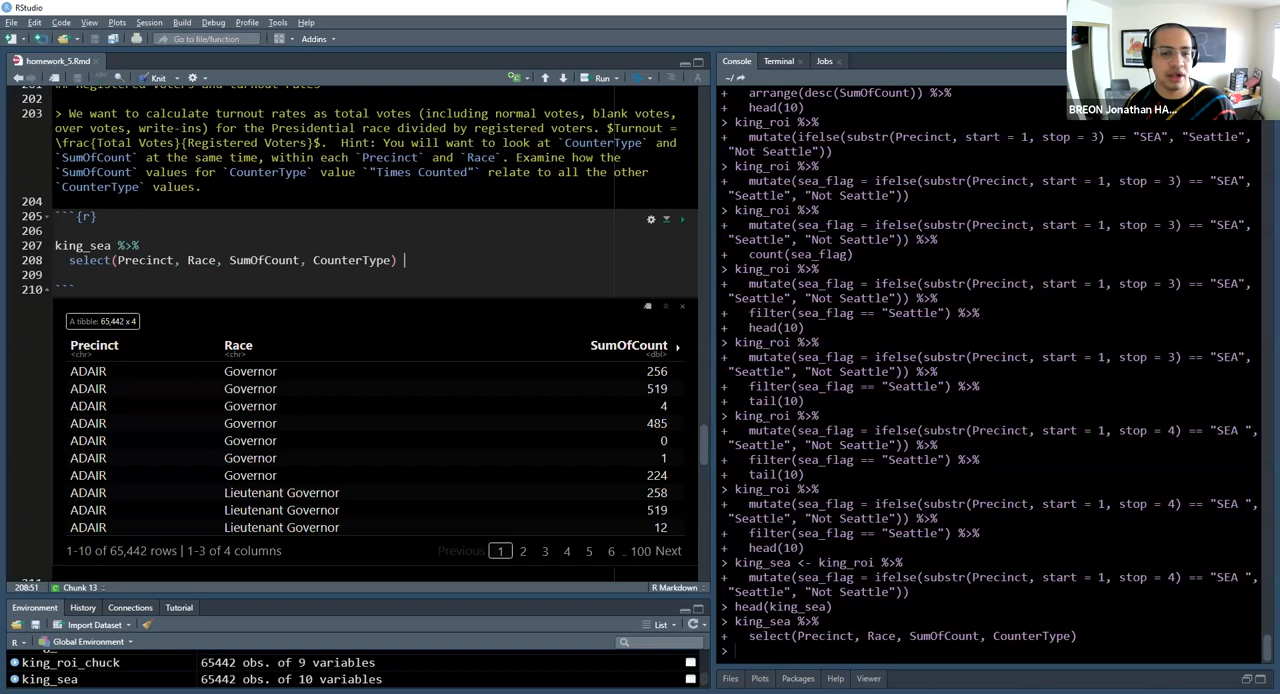 RStudio
File Edit Code View Plots Session Build Debug Profile Tools Help
Go to file/function Addins
homework_5.Rmd
Knit Run
202
203 > We want to calculate turnout rates as total votes (including normal votes, blank votes,
over votes, write-ins) for the Presidential race divided by registered voters. $Turnout =
\frac{Total Votes}{Registered Voters}$. Hint: You will want to look at `CounterType` and
`SumOfCount` at the same time, within each `Precinct` and `Race`. Examine how the
`SumOfCount` values for `CounterType` value `"Times Counted"` relate to all the other
`CounterType` values.
204
205 ```{r}
206
207 king_sea %>%
208 select(Precinct, Race, SumOfCount, CounterType)
209
210 ```
A tibble: 65,442 x 4
Precinct Race SumOfCount
<chr> <chr> <dbl>
ADAIR Governor 256
ADAIR Governor 519
ADAIR Governor 4
ADAIR Governor 485
ADAIR Governor 0
ADAIR Governor 1
ADAIR Governor 224
ADAIR Lieutenant Governor 258
ADAIR Lieutenant Governor 519
ADAIR Lieutenant Governor 12
1-10 of 65,442 rows | 1-3 of 4 columns Previous 1 2 3 4 5 6 ... 100 Next
208:51 Chunk 13 R Markdown
Environment History Connections Tutorial
Import Dataset List
R Global Environment
king_roi_chuck 65442 obs. of 9 variables
king_sea 65442 obs. of 10 variables
Console Terminal Jobs
~/
+ arrange(desc(SumOfCount)) %>%
+ head(10)
> king_roi %>%
+ mutate(ifelse(substr(Precinct, start = 1, stop = 3) == "SEA", "Seattle",
"Not Seattle"))
> king_roi %>%
+ mutate(sea_flag = ifelse(substr(Precinct, start = 1, stop = 3) == "SEA",
"Seattle", "Not Seattle"))
> king_roi %>%
+ mutate(sea_flag = ifelse(substr(Precinct, start = 1, stop = 3) == "SEA",
"Seattle", "Not Seattle")) %>%
+ count(sea_flag)
> king_roi %>%
+ mutate(sea_flag = ifelse(substr(Precinct, start = 1, stop = 3) == "SEA",
"Seattle", "Not Seattle")) %>%
+ filter(sea_flag == "Seattle") %>%
+ head(10)
> king_roi %>%
+ mutate(sea_flag = ifelse(substr(Precinct, start = 1, stop = 3) == "SEA",
"Seattle", "Not Seattle")) %>%
+ filter(sea_flag == "Seattle") %>%
+ tail(10)
> king_roi %>%
+ mutate(sea_flag = ifelse(substr(Precinct, start = 1, stop = 4) == "SEA ",
"Seattle", "Not Seattle")) %>%
+ filter(sea_flag == "Seattle") %>%
+ tail(10)
> king_roi %>%
+ mutate(sea_flag = ifelse(substr(Precinct, start = 1, stop = 4) == "SEA ",
"Seattle", "Not Seattle")) %>%
+ filter(sea_flag == "Seattle") %>%
+ head(10)
> king_sea <- king_roi %>%
+ mutate(sea_flag = ifelse(substr(Precinct, start = 1, stop = 4) == "SEA ",
"Seattle", "Not Seattle"))
> head(king_sea)
> king_sea %>%
+ select(Precinct, Race, SumOfCount, CounterType)
>
Files Plots Packages Help Viewer
BREON Jonathan HA...